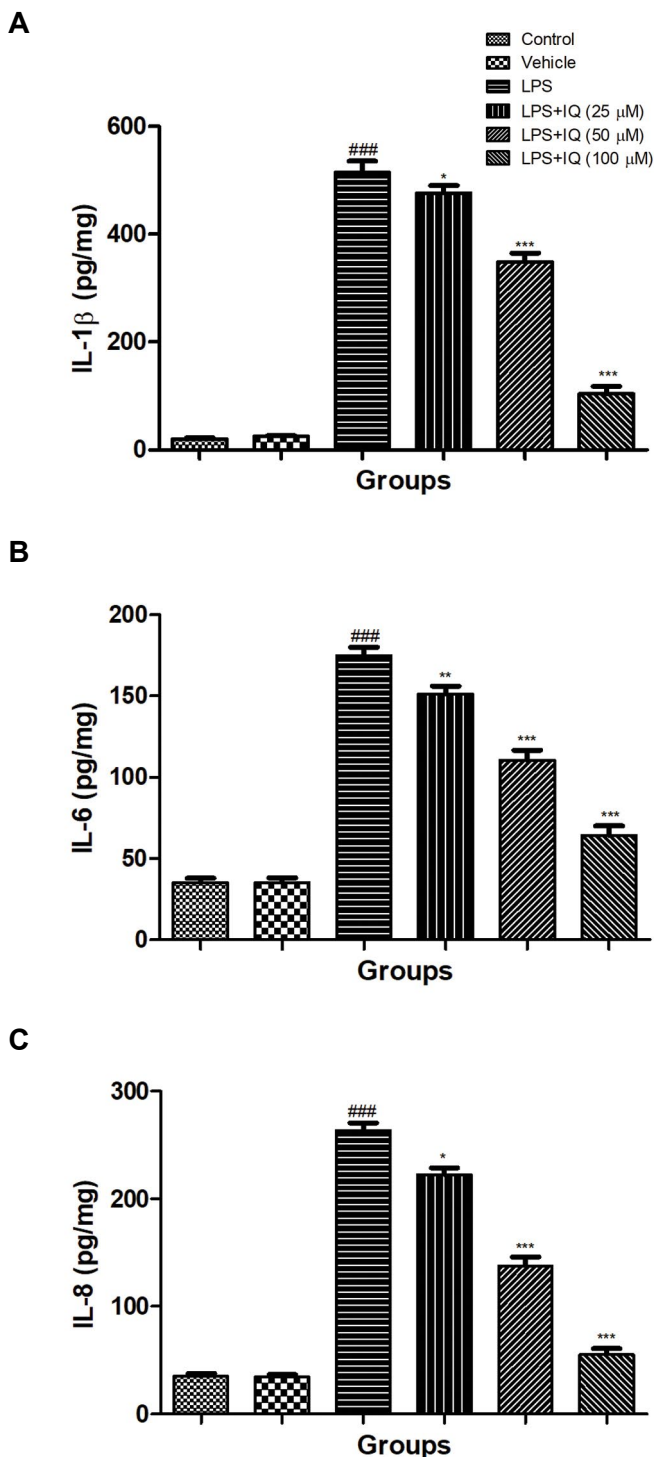 A
Control
Vehicle
LPS
LPS+IQ (25 μM)
LPS+IQ (50 μM)
LPS+IQ (100 μM)
IL-1β (pg/mg)
600
400
200
0
###
*
***
***
Groups
B
IL-6 (pg/mg)
200
150
100
50
0
###
**
***
***
Groups
C
IL-8 (pg/mg)
300
200
100
0
###
*
***
***
Groups